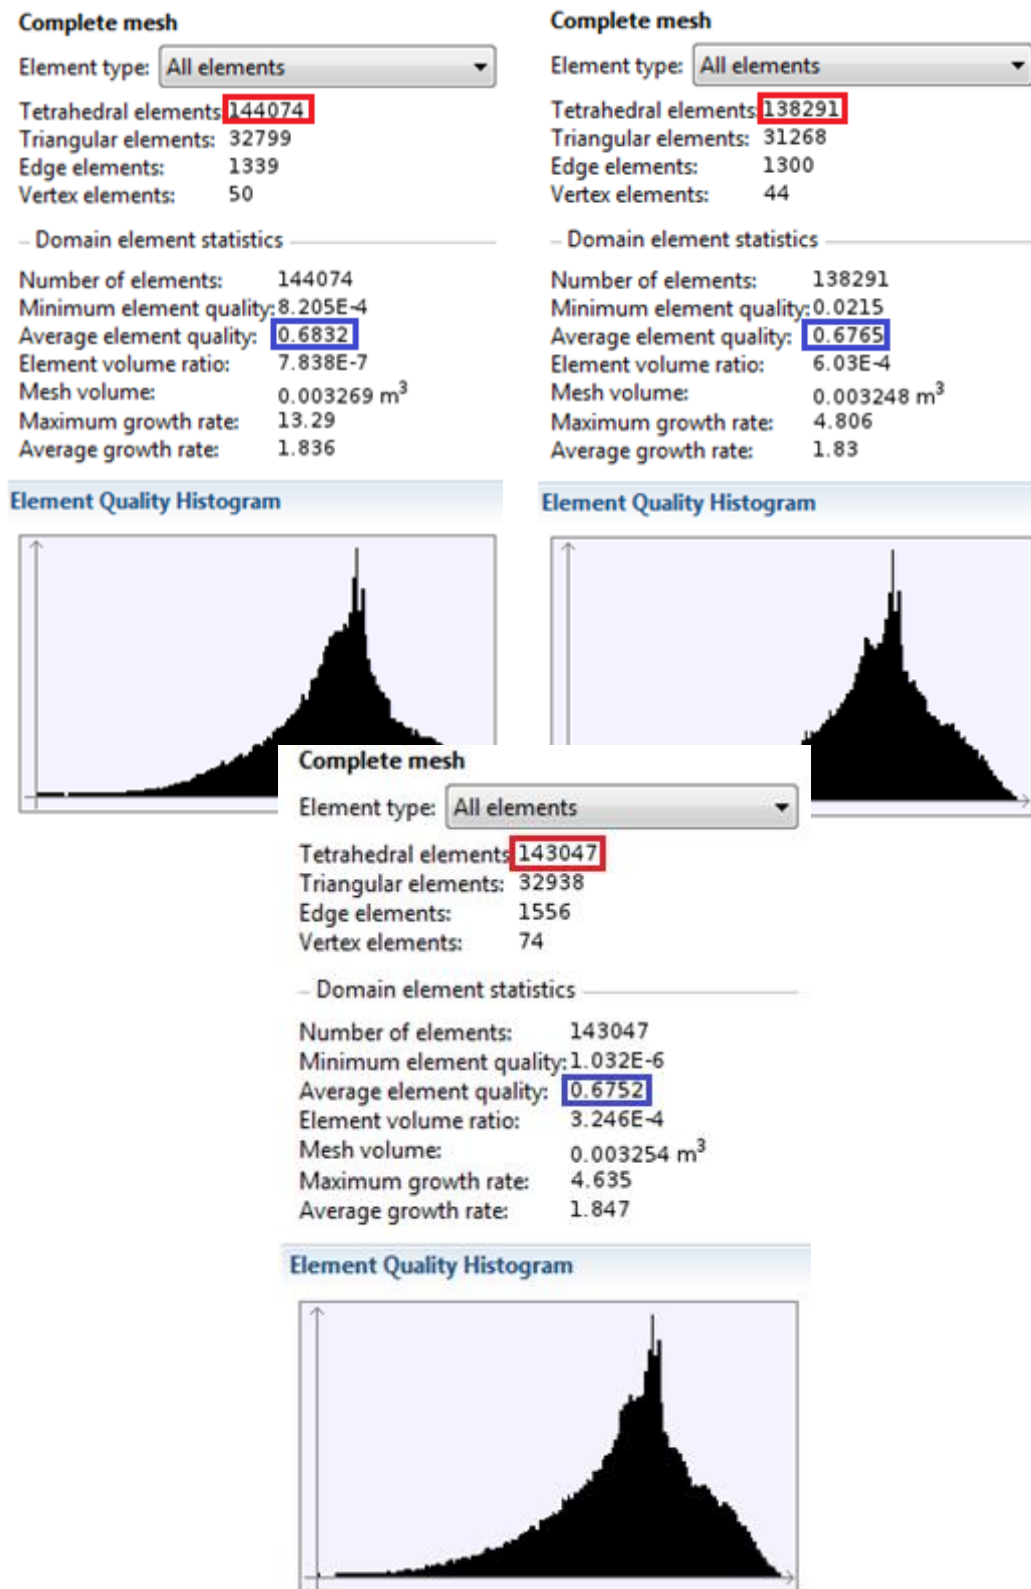 Complete mesh
Element type: All elements
Tetrahedral elements: 144074
Triangular elements: 32799
Edge elements: 1339
Vertex elements: 50
Domain element statistics
Number of elements: 144074
Minimum element quality: 8.205E-4
Average element quality: 0.6832
Element volume ratio: 7.838E-7
Mesh volume: 0.003269 m³
Maximum growth rate: 13.29
Average growth rate: 1.836
Element Quality Histogram
Complete mesh
Element type: All elements
Tetrahedral elements: 138291
Triangular elements: 31268
Edge elements: 1300
Vertex elements: 44
Domain element statistics
Number of elements: 138291
Minimum element quality: 0.0215
Average element quality: 0.6765
Element volume ratio: 6.03E-4
Mesh volume: 0.003248 m³
Maximum growth rate: 4.806
Average growth rate: 1.83
Element Quality Histogram
Complete mesh
Element type: All elements
Tetrahedral elements 143047
Triangular elements: 32938
Edge elements: 1556
Vertex elements: 74
Domain element statistics
Number of elements: 143047
Minimum element quality: 1.032E-6
Average element quality: 0.6752
Element volume ratio: 3.246E-4
Mesh volume: 0.003254 m³
Maximum growth rate: 4.635
Average growth rate: 1.847
Element Quality Histogram